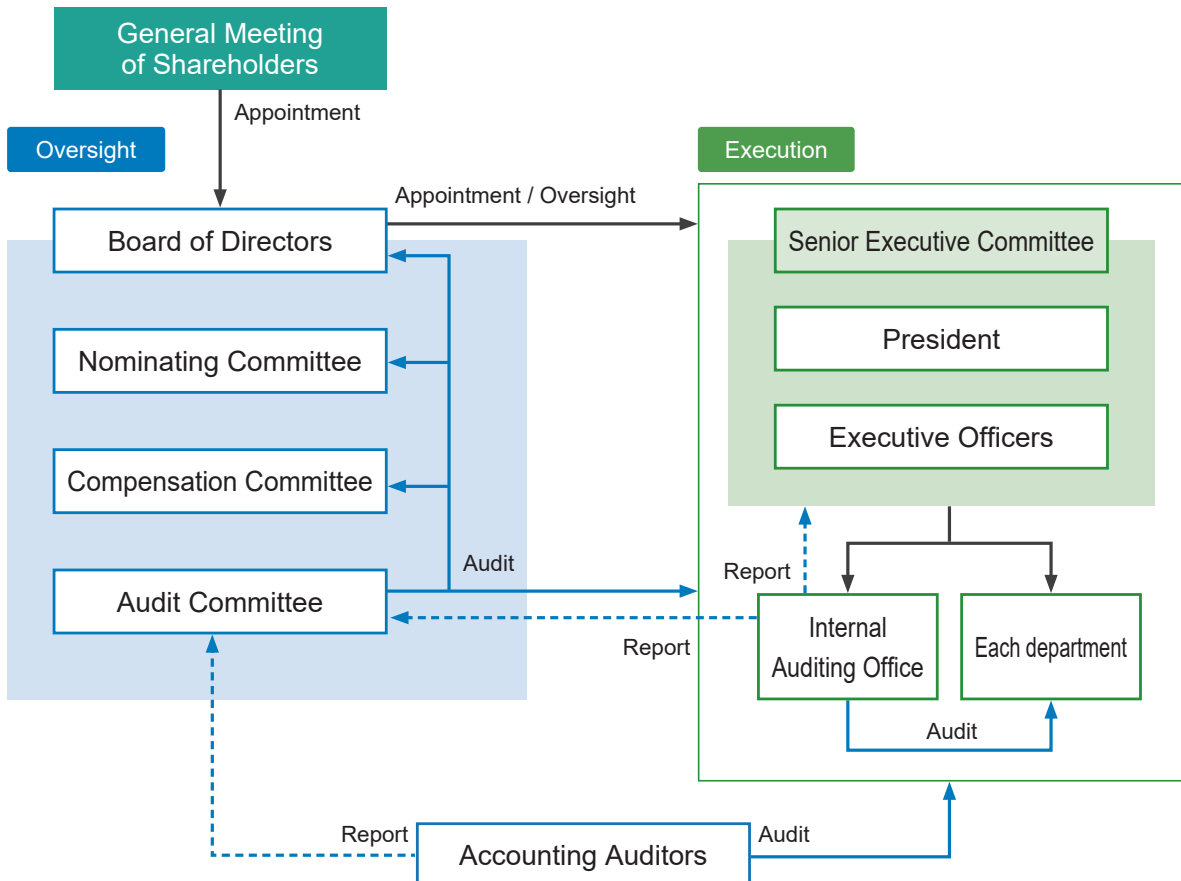 General Meeting
of Shareholders
Appointment
Oversight
Execution
Appointment / Oversight
Board of Directors
Senior Executive Committee
Nominating Committee
President
Executive Officers
Compensation Committee
Audit
Report
Audit Committee
Report
Internal
Auditing Office
Each department
Audit
Report
Audit
Accounting Auditors